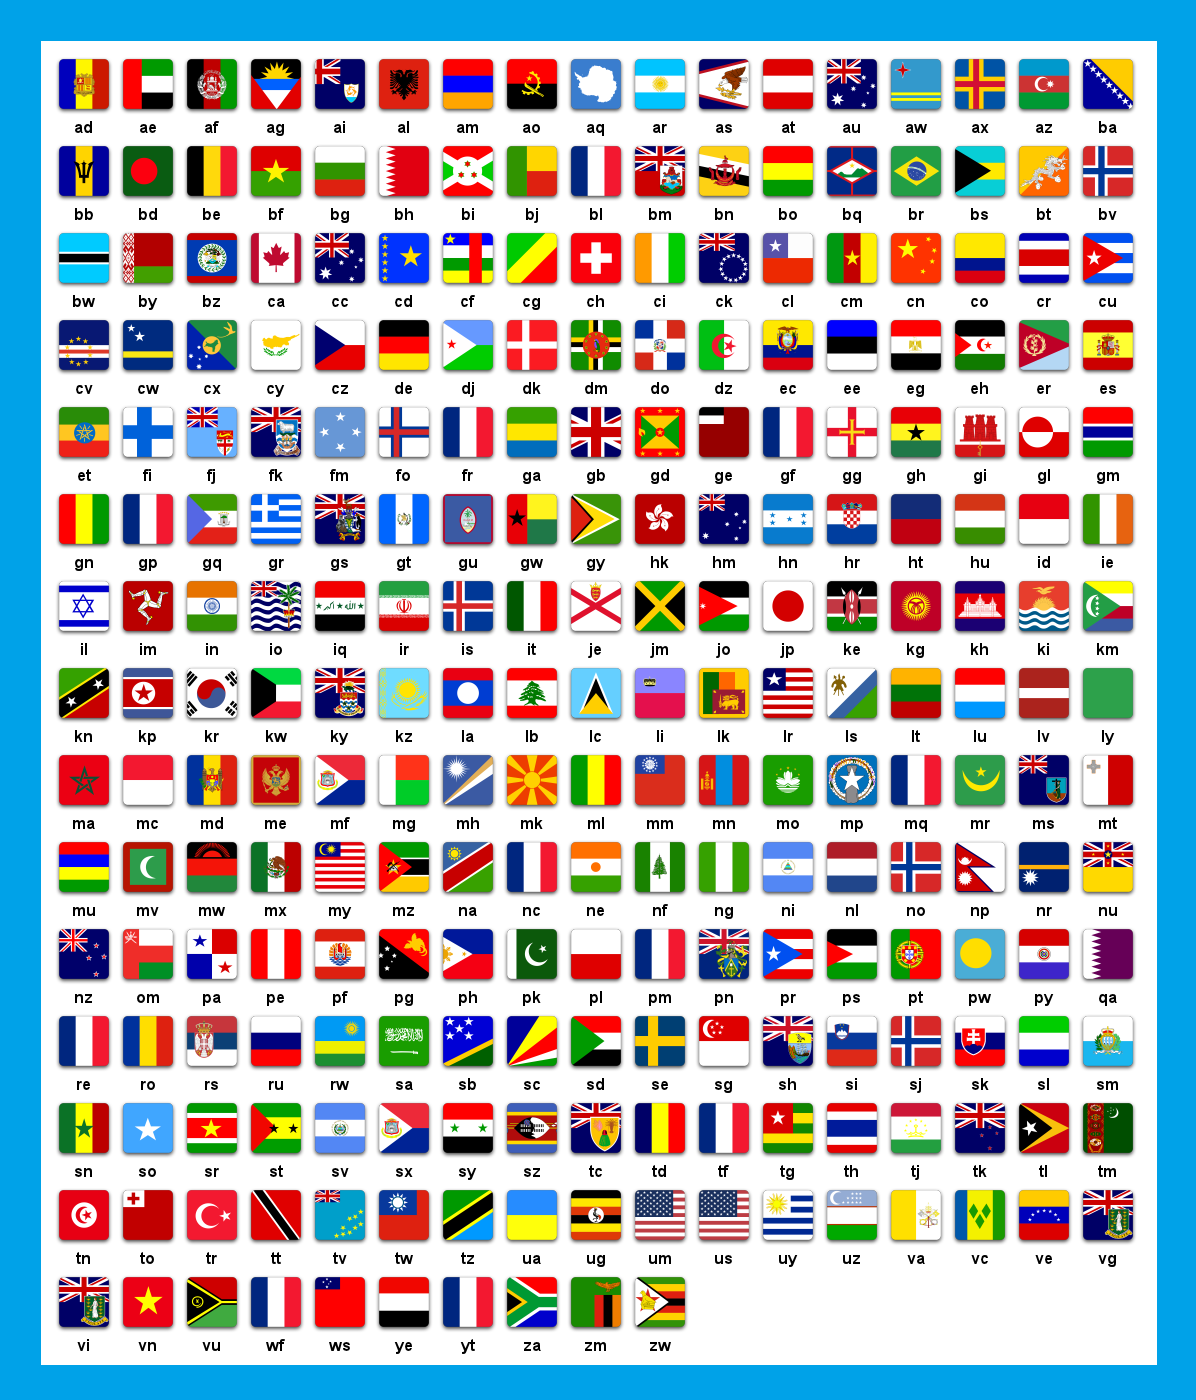 ad ae af ag ai al am ao aq ar as at au aw ax az ba
bb bd be bf bg bh bi bj bl bm bn bo bq br bs bt bv
bw by bz ca cc cd cf cg ch ci ck cl cm cn co cr cu
cv cw cx cy cz de dj dk dm do dz ec ee eg eh er es
et fi fj fk fm fo fr ga gb gd ge gf gg gh gi gl gm
gn gp gq gr gs gt gu gw gy hk hm hn hr ht hu id ie
il im in io iq ir is it je jm jo jp ke kg kh ki km
kn kp kr kw ky kz la lb lc li lk lr ls lt lu lv ly
ma mc md me mf mg mh mk ml mm mn mo mp mq mr ms mt
mu mv mw mx my mz na nc ne nf ng ni nl no np nr nu
nz om pa pe pf pg ph pk pl pm pn pr ps pt pw py qa
re ro rs ru rw sa sb sc sd se sg sh si sj sk sl sm
sn so sr st sv sx sy sz tc td tf tg th tj tk tl tm
tn to tr tt tv tw tz ua ug um us uy uz va vc ve vg
vi vn vu wf ws ye yt za zm zw